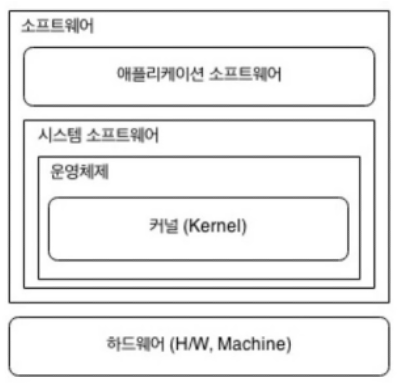 소프트웨어
애플리케이션 소프트웨어
시스템 소프트웨어
운영체제
커널 (Kernel)
하드웨어 (H/W, Machine)